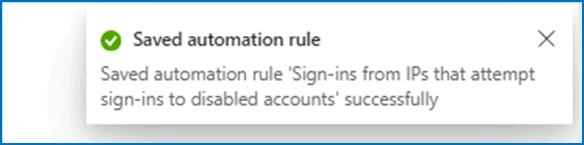 Saved automation rule
Saved automation rule 'Sign-ins from IPs that attempt
sign-ins to disabled accounts' successfully